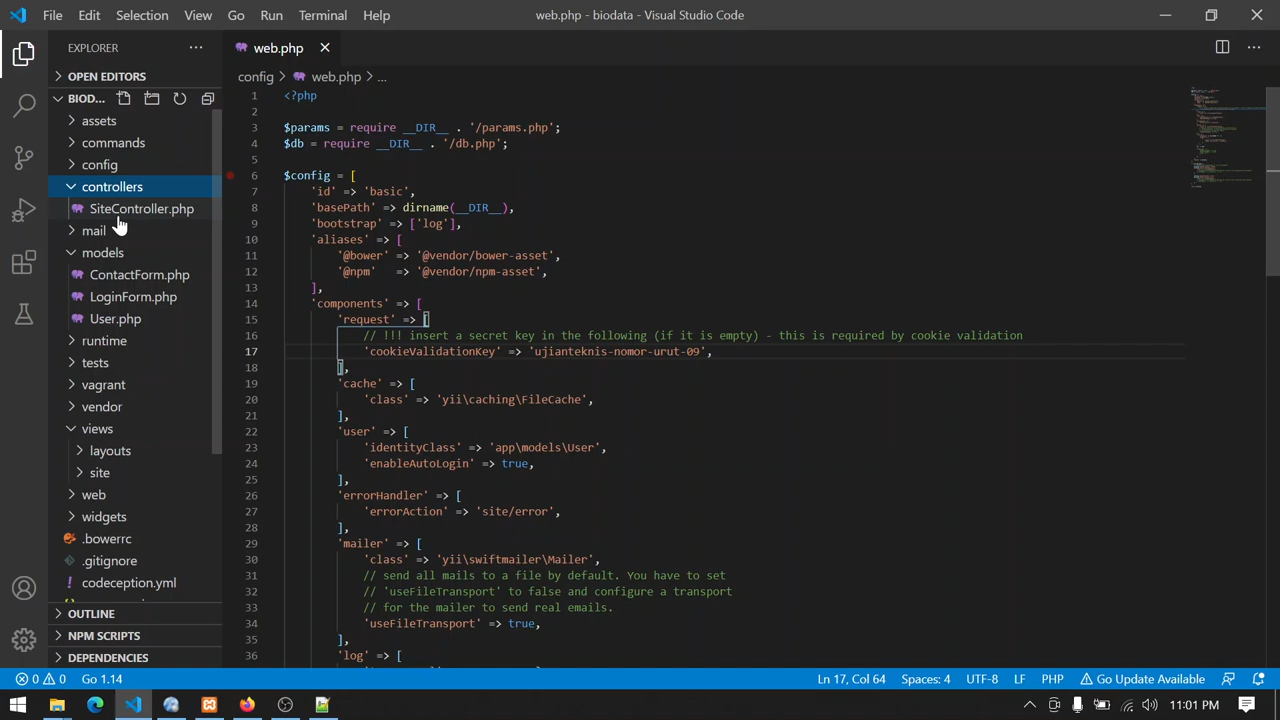 File Edit Selection View Go Run Terminal Help web.php - biodata - Visual Studio Code
EXPLORER
OPEN EDITORS
BIOD...
assets
commands
config
controllers
SiteController.php
mail
models
ContactForm.php
LoginForm.php
User.php
runtime
tests
vagrant
vendor
views
layouts
site
web
widgets
.bowerrc
.gitignore
codeception.yml
OUTLINE
NPM SCRIPTS
DEPENDENCIES
web.php
config > web.php > ...
1 <?php
2
3 $params = require __DIR__ . '/params.php';
4 $db = require __DIR__ . '/db.php';
5
6 $config = [
7 'id' => 'basic',
8 'basePath' => dirname(__DIR__),
9 'bootstrap' => ['log'],
10 'aliases' => [
11 '@bower' => '@vendor/bower-asset',
12 '@npm'   => '@vendor/npm-asset',
13 ],
14 'components' => [
15 'request' => [
16 // !!! insert a secret key in the following (if it is empty) - this is required by cookie validation
17 'cookieValidationKey' => 'ujianteknis-nomor-urut-09',
18 ],
19 'cache' => [
20 'class' => 'yii\caching\FileCache',
21 ],
22 'user' => [
23 'identityClass' => 'app\models\User',
24 'enableAutoLogin' => true,
25 ],
26 'errorHandler' => [
27 'errorAction' => 'site/error',
28 ],
29 'mailer' => [
30 'class' => 'yii\swiftmailer\Mailer',
31 // send all mails to a file by default. You have to set
32 // 'useFileTransport' to false and configure a transport
33 // for the mailer to send real emails.
34 'useFileTransport' => true,
35 ],
36 'log' => [
0 0 Go 1.14 Ln 17, Col 64 Spaces: 4 UTF-8 LF PHP Go Update Available
11:01 PM